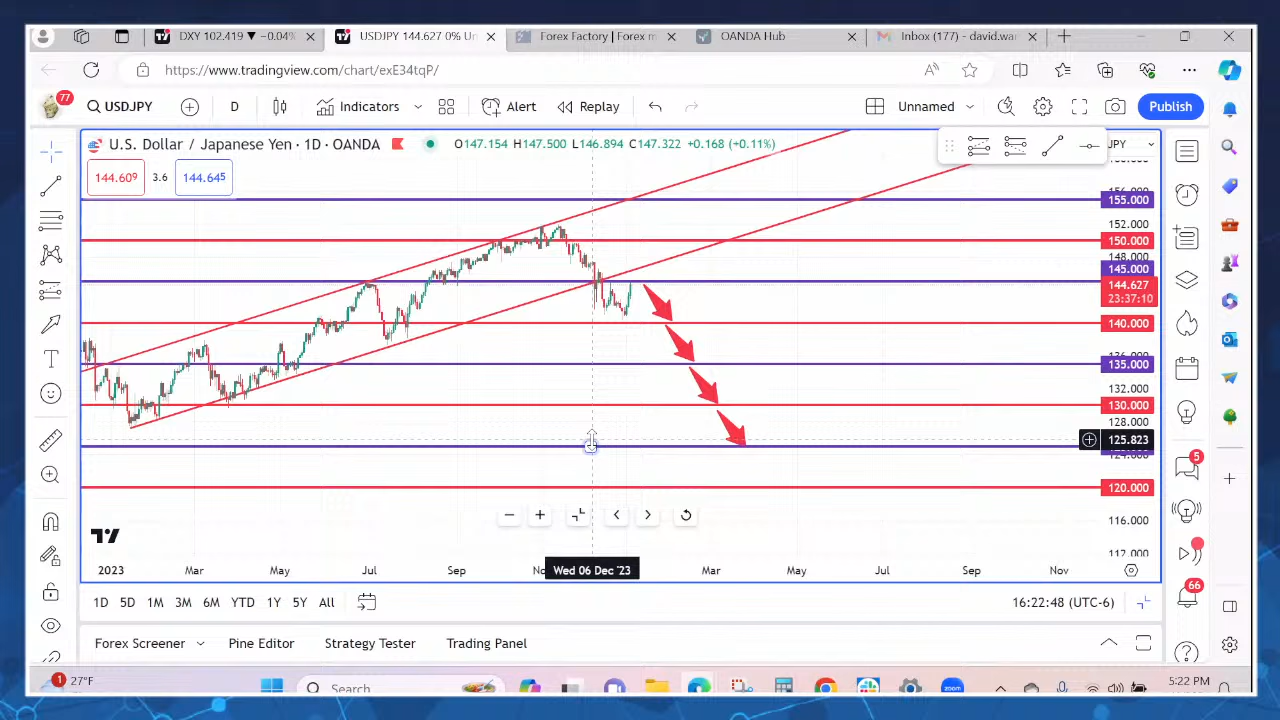 DXY 102.419 ▼ −0.04%
USDJPY 144.627 0% Un
Forex Factory | Forex m
OANDA Hub
Inbox (177) - david.war
https://www.tradingview.com/chart/exE34tqP/
77
USDJPY
D
Indicators
Alert
Replay
Unnamed
Publish
U.S. Dollar / Japanese Yen · 1D · OANDA
O147.154 H147.500 L146.894 C147.322 +0.168 (+0.11%)
JPY
144.609
3.6
144.645
155.000
152.000
150.000
148.000
145.000
144.627
23:37:10
140.000
136.000
135.000
132.000
130.000
128.000
125.823
120.000
116.000
112.000
2023
Mar
May
Jul
Sep
Wed 06 Dec '23
Mar
May
Jul
Sep
Nov
1D 5D 1M 3M 6M YTD 1Y 5Y All
16:22:48 (UTC-6)
5
66
Forex Screener
Pine Editor
Strategy Tester
Trading Panel
1
27°F
Search
zoom
5:22 PM